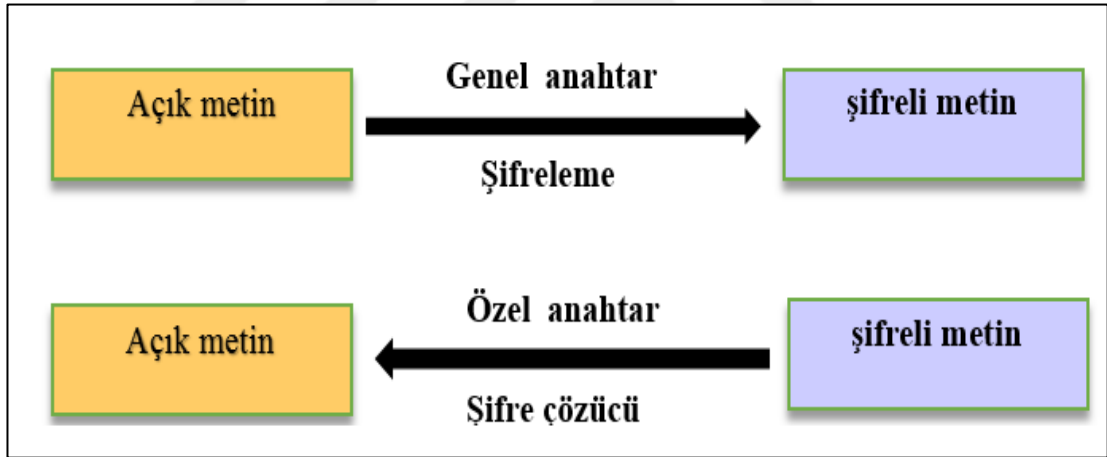 Genel anahtar
Açık metin
şifreli metin
Şifreleme
Özel anahtar
Açık metin
şifreli metin
Şifre çözücü